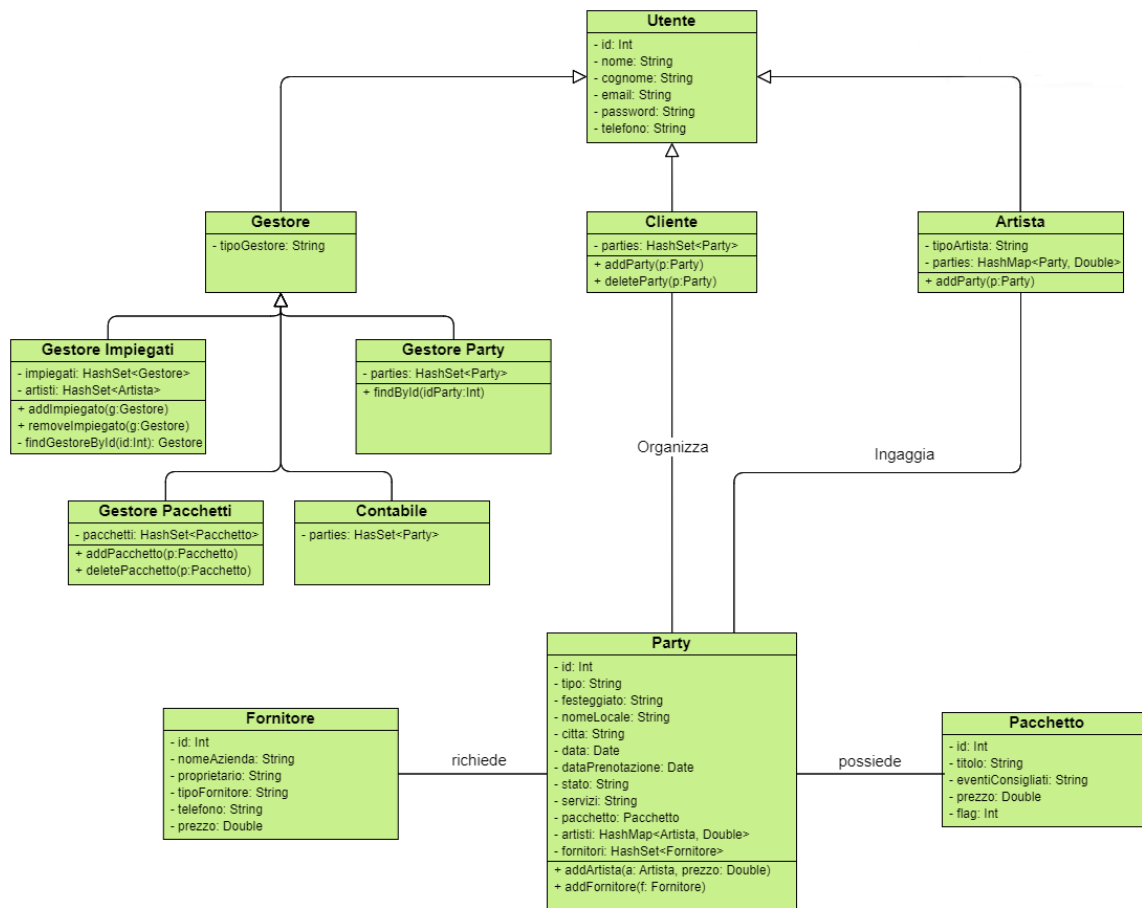 Utente
- id: Int
- nome: String
- cognome: String
- email: String
- password: String
- telefono: String
Gestore
- tipoGestore: String
Cliente
- parties: HashSet<Party>
+ addParty(p:Party)
+ deleteParty(p:Party)
Artista
- tipoArtista: String
- parties: HashMap<Party, Double>
+ addParty(p:Party)
Gestore Impiegati
- impiegati: HashSet<Gestore>
- artisti: HashSet<Artista>
+ addImpiegato(g:Gestore)
+ removeImpiegato(g:Gestore)
- findGestoreById(id:Int): Gestore
Gestore Party
- parties: HashSet<Party>
+ findById(idParty:Int)
Organizza
Ingaggia
Gestore Pacchetti
- pacchetti: HashSet<Pacchetto>
+ addPacchetto(p:Pacchetto)
+ deletePacchetto(p:Pacchetto)
Contabile
- parties: HasSet<Party>
Party
- id: Int
- tipo: String
- festeggiato: String
- nomeLocale: String
- citta: String
- data: Date
- dataPrenotazione: Date
- stato: String
- servizi: String
- pacchetto: Pacchetto
- artisti: HashMap<Artista, Double>
- fornitori: HashSet<Fornitore>
+ addArtista(a: Artista, prezzo: Double)
+ addFornitore(f: Fornitore)
Fornitore
- id: Int
- nomeAzienda: String
- proprietario: String
- tipoFornitore: String
- telefono: String
- prezzo: Double
richiede
possiede
Pacchetto
- id: Int
- titolo: String
- eventiConsigliati: String
- prezzo: Double
- flag: Int